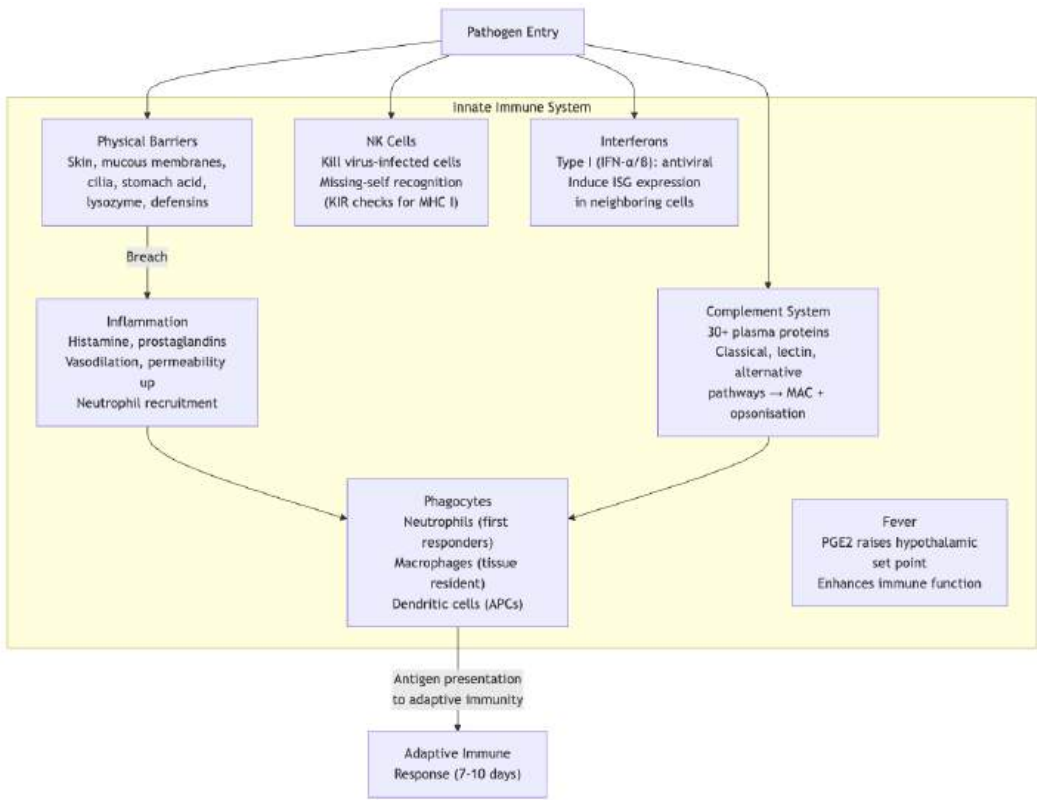 Pathogen Entry
Innate Immune System
Physical Barriers
Skin, mucous membranes,
cilia, stomach acid,
lysozyme, defensins
NK Cells
Kill virus-infected cells
Missing-self recognition
(KIR checks for MHC I)
Interferons
Type I (IFN-α/β): antiviral
Induce ISG expression
in neighboring cells
Breach
Inflammation
Histamine, prostaglandins
Vasodilation, permeability
up
Neutrophil recruitment
Complement System
30+ plasma proteins
Classical, lectin,
alternative
pathways → MAC +
opsonisation
Phagocytes
Neutrophils (first
responders)
Macrophages (tissue
resident)
Dendritic cells (APCs)
Fever
PGE2 raises hypothalamic
set point
Enhances immune function
Antigen presentation
to adaptive immunity
Adaptive Immune
Response (7-10 days)